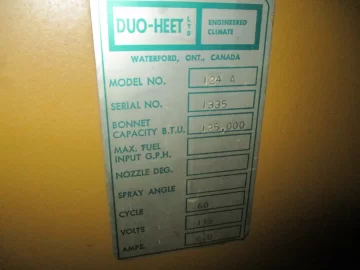 DUO-HEET LTD
ENGINEERED
CLIMATE
WATERFORD, ONT., CANADA
MODEL NO. 124 A
SERIAL NO. 1335
BONNET
CAPACITY B.T.U. 125,000
MAX. FUEL
INPUT G.P.H.
NOZZLE DEG.
SPRAY ANGLE
CYCLE 60
VOLTS 115
AMPS.